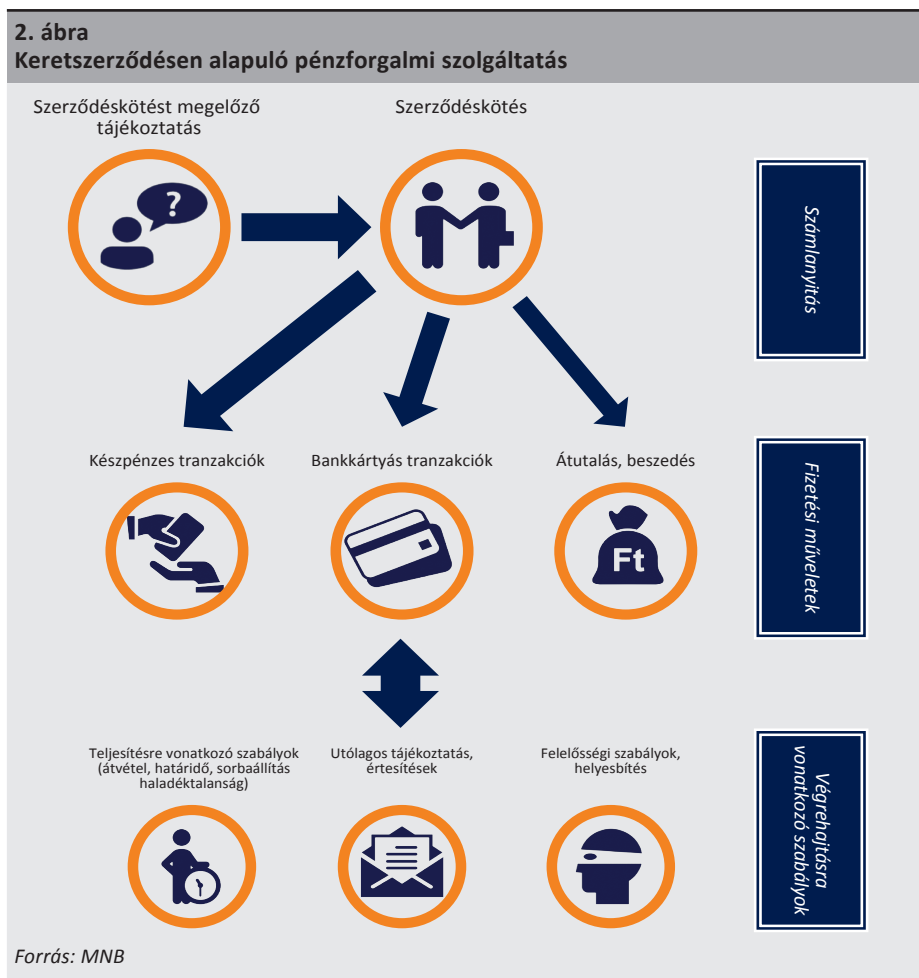 2. ábra
Keretszerződésen alapuló pénzforgalmi szolgáltatás
Szerződéskötést megelőző
tájékoztatás
Szerződéskötés
?
Számlanyitás
Készpénzes tranzakciók
Bankkártyás tranzakciók
Átutalás, beszedés
Ft
Fizetési műveletek
Teljesítésre vonatkozó szabályok
(átvétel, határidő, sorbaállítás
haladéktalanság)
Utólagos tájékoztatás,
értesítések
Felelősségi szabályok,
helyesbítés
Végrehajtásra
vonatkozó szabályok
Forrás: MNB